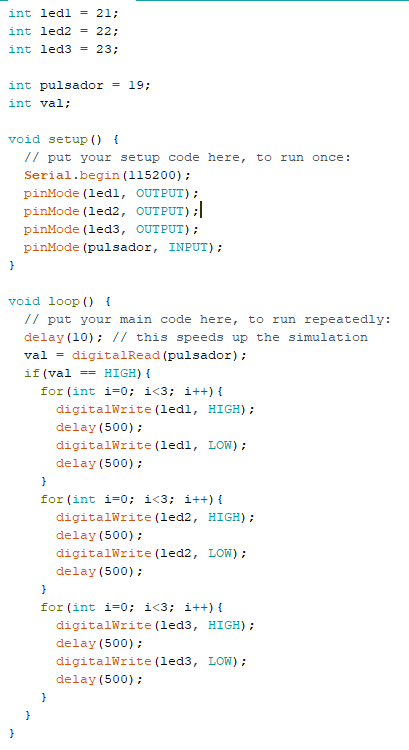 int led1 = 21;
int led2 = 22;
int led3 = 23;

int pulsador = 19;
int val;

void setup() {
  // put your setup code here, to run once:
  Serial.begin(115200);
  pinMode(led1, OUTPUT);
  pinMode(led2, OUTPUT);
  pinMode(led3, OUTPUT);
  pinMode(pulsador, INPUT);
}

void loop() {
  // put your main code here, to run repeatedly:
  delay(10); // this speeds up the simulation
  val = digitalRead(pulsador);
  if(val == HIGH){
    for(int i=0; i<3; i++){
      digitalWrite(led1, HIGH);
      delay(500);
      digitalWrite(led1, LOW);
      delay(500);
    }
    for(int i=0; i<3; i++){
      digitalWrite(led2, HIGH);
      delay(500);
      digitalWrite(led2, LOW);
      delay(500);
    }
    for(int i=0; i<3; i++){
      digitalWrite(led3, HIGH);
      delay(500);
      digitalWrite(led3, LOW);
      delay(500);
    }
  }
}